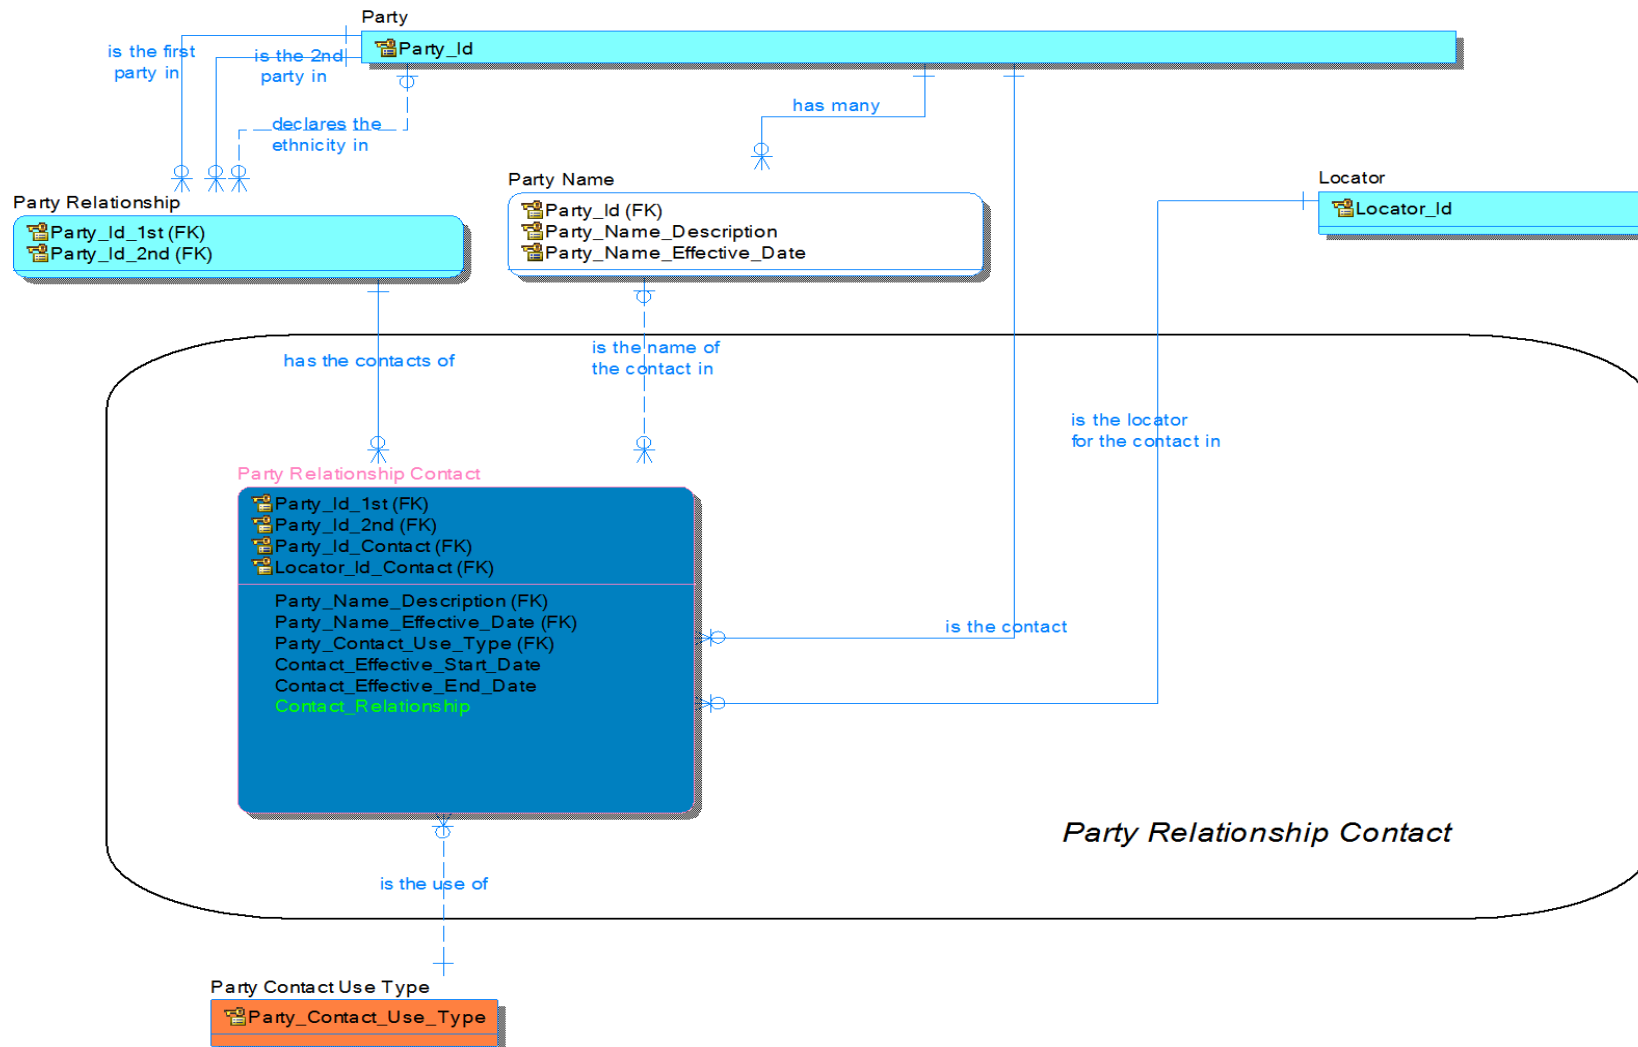 Party
Party_Id
is the first
party in
is the 2nd
party in
declares the
ethnicity in
has many
Party Relationship
Party_Id_1st (FK)
Party_Id_2nd (FK)
Party Name
Party_Id (FK)
Party_Name_Description
Party_Name_Effective_Date
Locator
Locator_Id
has the contacts of
is the name of
the contact in
is the locator
for the contact in
Party Relationship Contact
Party_Id_1st (FK)
Party_Id_2nd (FK)
Party_Id_Contact (FK)
Locator_Id_Contact (FK)
Party_Name_Description (FK)
Party_Name_Effective_Date (FK)
Party_Contact_Use_Type (FK)
Contact_Effective_Start_Date
Contact_Effective_End_Date
Contact_Relationship
is the contact
Party Relationship Contact
is the use of
Party Contact Use Type
Party_Contact_Use_Type